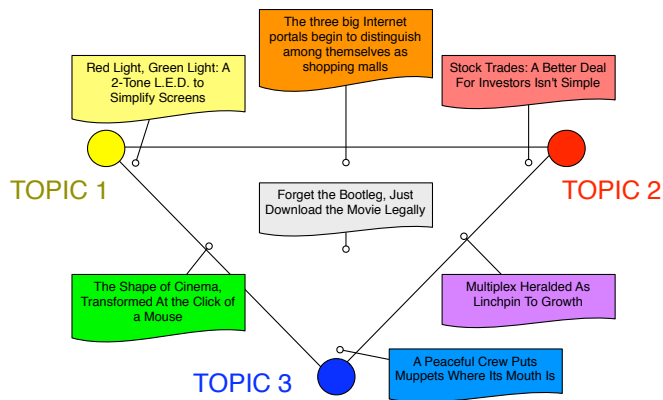 The three big Internet
portals begin to distinguish
among themselves as
shopping malls
Red Light, Green Light: A
2-Tone L.E.D. to
Simplify Screens
Stock Trades: A Better Deal
For Investors Isn't Simple
TOPIC 1
TOPIC 2
Forget the Bootleg, Just
Download the Movie Legally
The Shape of Cinema,
Transformed At the Click of
a Mouse
Multiplex Heralded As
Linchpin To Growth
TOPIC 3
A Peaceful Crew Puts
Muppets Where Its Mouth Is